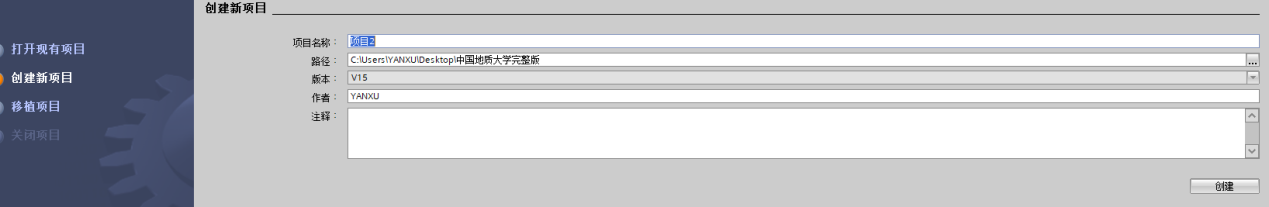 打开现有项目
创建新项目
移植项目
关闭项目
创建新项目
项目名称：
项目2
路径：
C:\Users\YANXU\Desktop\中国地质大学完整版
...
版本：
V15
作者：
YANXU
注释：
创建